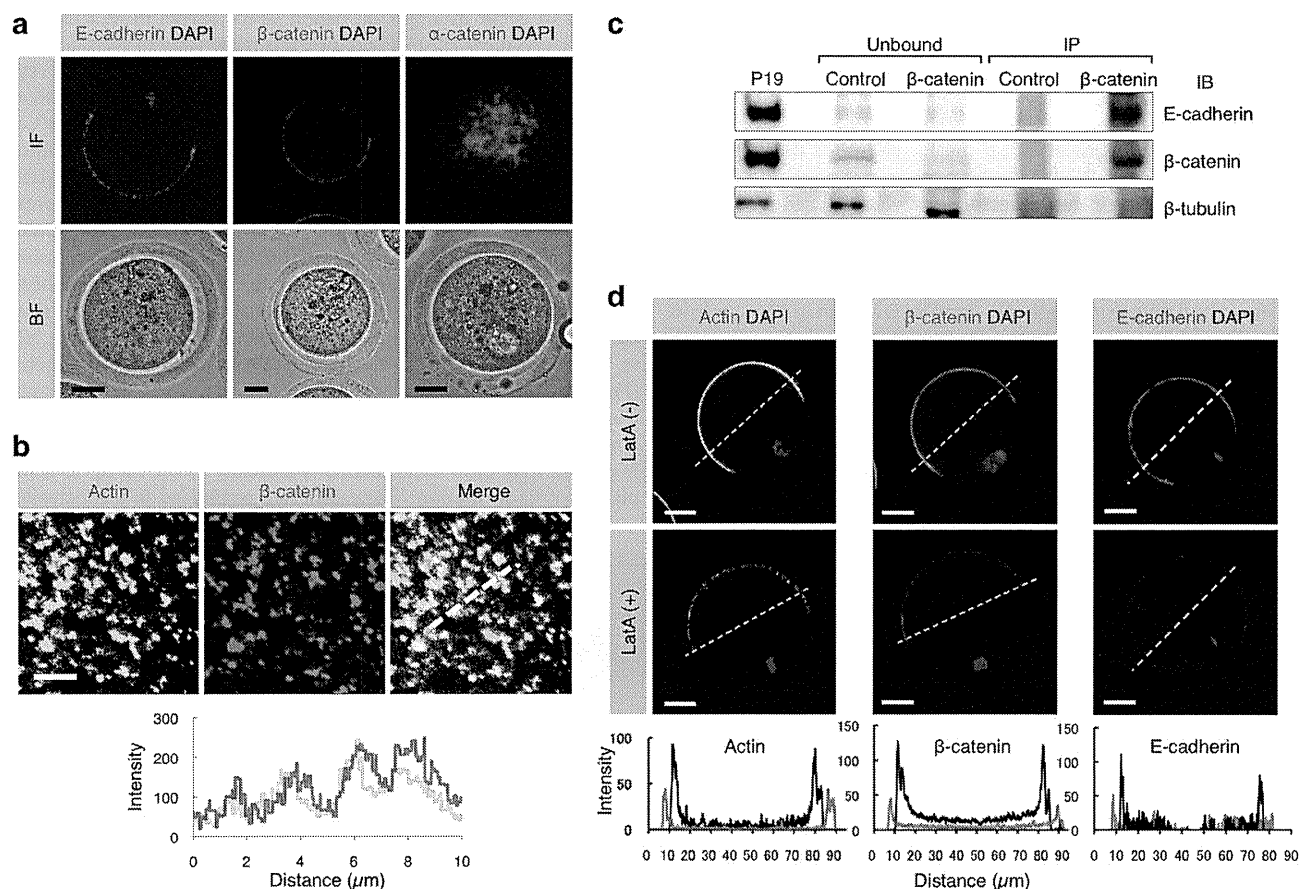 a
E-cadherin DAPI
β-catenin DAPI
α-catenin DAPI
IF
BF
b
Actin
β-catenin
Merge
300
200
100
0
Intensity
0
2
4
6
8
10
Distance (μm)
c
Unbound
IP
P19
Control
β-catenin
Control
β-catenin
IB
E-cadherin
β-catenin
β-tubulin
d
Actin DAPI
β-catenin DAPI
E-cadherin DAPI
LatA (-)
LatA (+)
Intensity
100
50
0
Actin
0 10 20 30 40 50 60 70 80 90
150
100
50
0
β-catenin
0 10 20 30 40 50 60 70 80 90
Distance (μm)
150
100
50
0
E-cadherin
0 10 20 30 40 50 60 70 80 90